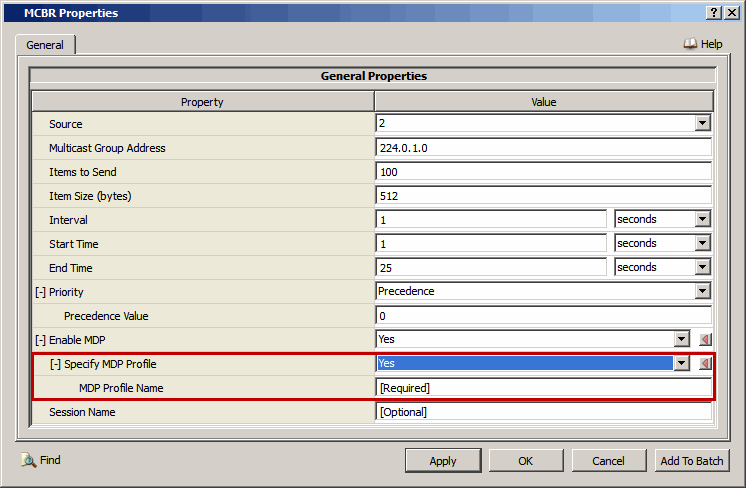 MCBR Properties
General
Help
General Properties
Property Value
Source 2
Multicast Group Address 224.0.1.0
Items to Send 100
Item Size (bytes) 512
Interval 1 seconds
Start Time 1 seconds
End Time 25 seconds
[-] Priority Precedence
Precedence Value 0
[-] Enable MDP Yes
[-] Specify MDP Profile Yes
MDP Profile Name [Required]
Session Name [Optional]
Find Apply OK Cancel Add To Batch